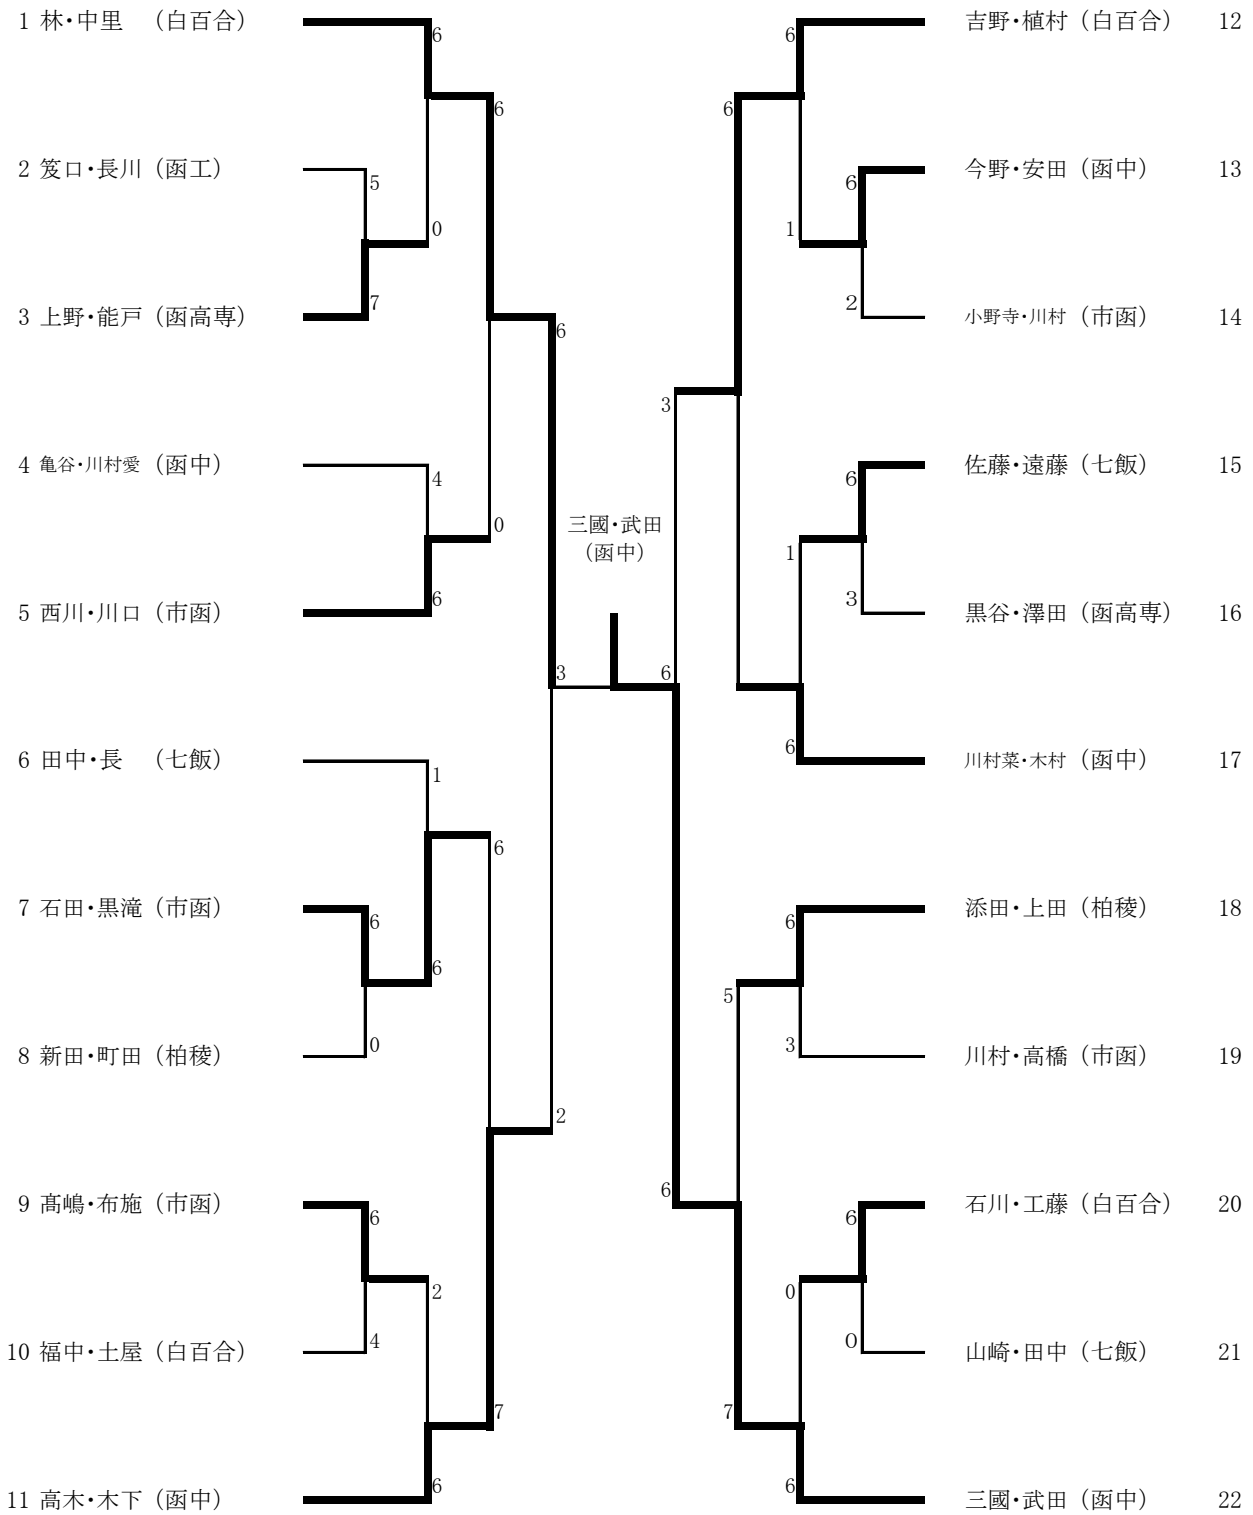 1 林・中里 （白百合）
6
2 笈口・長川（函工）
5
0
3 上野・能戸（函高専）
7
6
4 亀谷・川村愛（函中）
4
0
5 西川・川口（市函）
6
6
3
6 田中・長 （七飯）
1
6
7 石田・黒滝（市函）
6
6
8 新田・町田（柏稜）
0
2
9 髙嶋・布施（市函）
6
2
10 福中・土屋（白百合）
4
7
11 高木・木下（函中）
6
三國・武田
（函中）
吉野・植村（白百合） 12
6
6
今野・安田（函中） 13
6
1
小野寺・川村（市函） 14
2
3
佐藤・遠藤（七飯） 15
6
1
黒谷・澤田（函高専） 16
3
6
川村菜・木村（函中） 17
6
添田・上田（柏稜） 18
6
5
川村・高橋（市函） 19
3
6
石川・工藤（白百合） 20
6
0
山崎・田中（七飯） 21
0
7
三國・武田（函中） 22
6